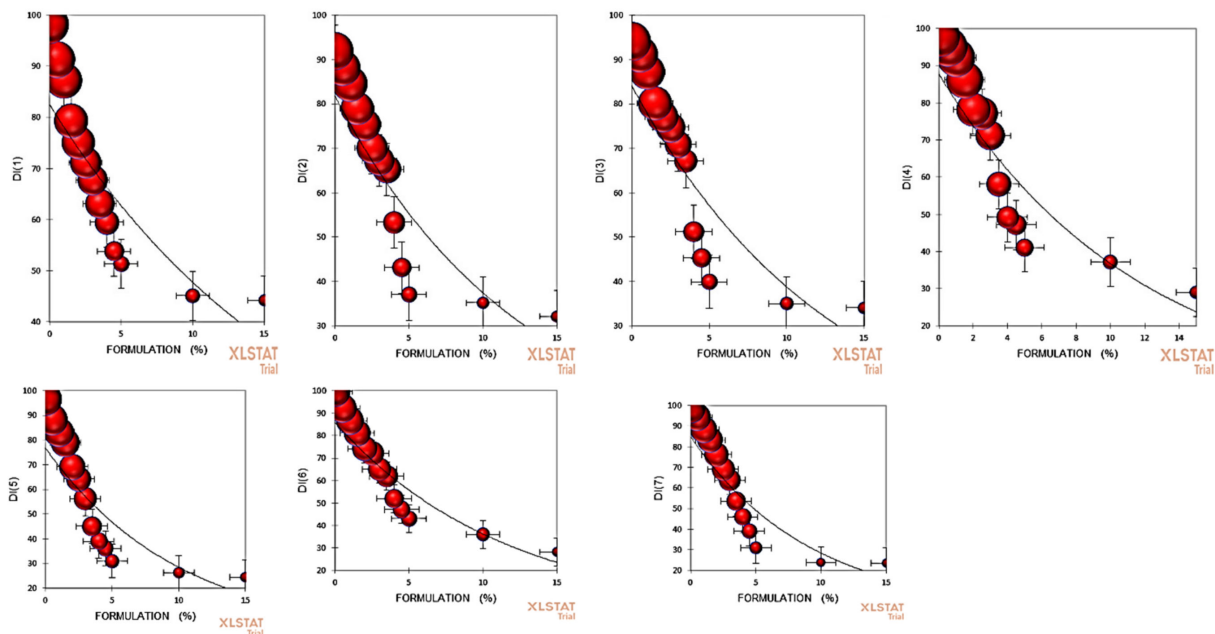 100
90
80
70
60
50
40
DI(1)
0 5 10 15
FORMULATION (%)
XLSTAT
Trial
100
90
80
70
60
50
40
30
DI(2)
0 5 10 15
FORMULATION (%)
100
90
80
70
60
50
40
30
DI(3)
0 5 10 15
FORMULATION (%)
XLSTAT
Trial
100
90
80
70
60
50
40
30
20
DI(4)
0 2 4 6 8 10 12 14
FORMULATION (%)
XLSTAT
Trial
100
90
80
70
60
50
40
30
20
DI(5)
0 5 10 15
FORMULATION (%)
XLSTAT
Trial
100
90
80
70
60
50
40
30
20
DI(6)
0 5 10 15
FORMULATION (%)
XLSTAT
Trial
100
90
80
70
60
50
40
30
20
DI(7)
0 5 10 15
FORMULATION (%)
XLSTAT
Trial